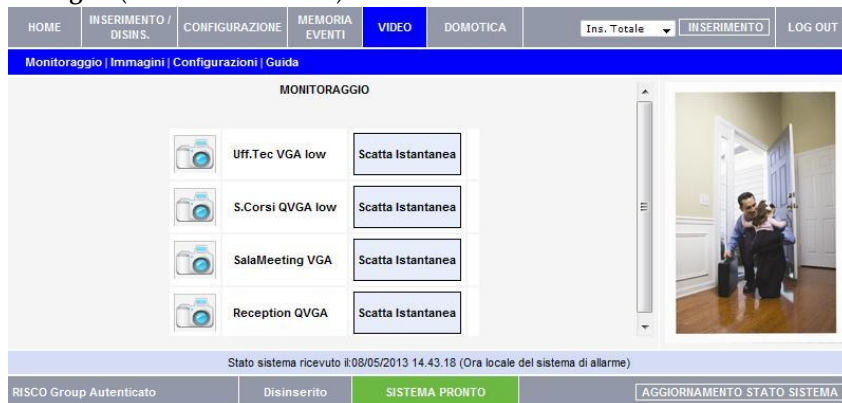 HOME INSERIMENTO / DISINS. CONFIGURAZIONE MEMORIA EVENTI VIDEO DOMOTICA Ins. Totale INSERIMENTO LOG OUT
Monitoraggio | Immagini | Configurazioni | Guida
MONITORAGGIO
Uff.Tec VGA low Scatta Istantanea
S.Corsi QVGA low Scatta Istantanea
SalaMeeting VGA Scatta Istantanea
Reception QVGA Scatta Istantanea
Stato sistema ricevuto il:08/05/2013 14.43.18 (Ora locale del sistema di allarme)
RISCO Group Autenticato Disinserito SISTEMA PRONTO AGGIORNAMENTO STATO SISTEMA